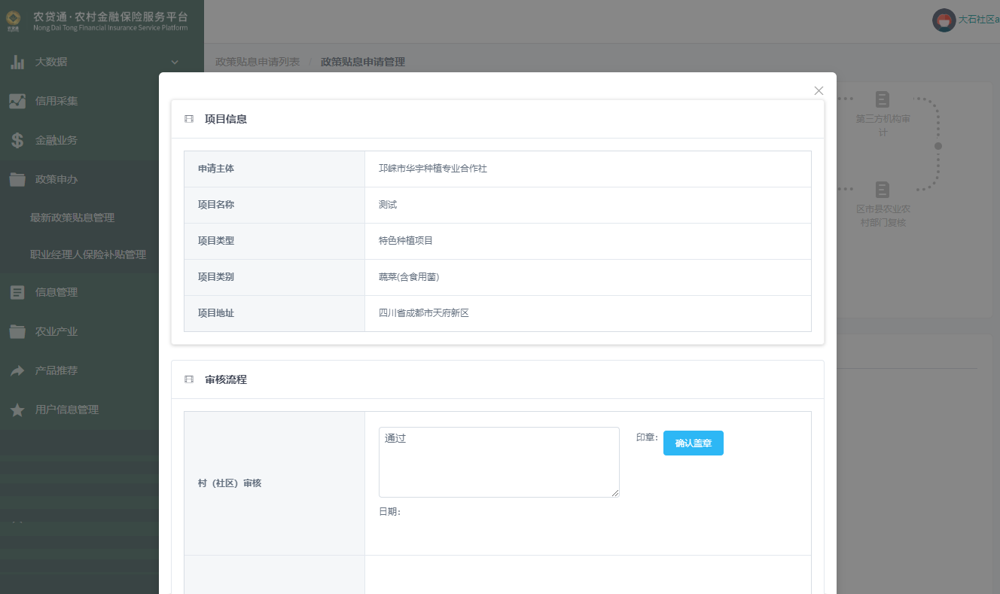 农贷通·农村金融保险服务平台
Nong Dai Tong Financial Insurance Service Platform
大石社区a
大数据
信用采集
金融业务
政策申办
最新政策贴息管理
职业经理人保险补贴管理
信息管理
农业产业
产品推荐
用户信息管理
政策贴息申请列表 / 政策贴息申请管理
第三方机构审
计
区市县农业农
村部门复核
项目信息
申请主体 邛崃市华宇种植专业合作社
项目名称 测试
项目类型 特色种植项目
项目类别 蔬菜(含食用菌)
项目地址 四川省成都市天府新区
审核流程
村（社区）审核
通过
印章：
确认盖章
日期：